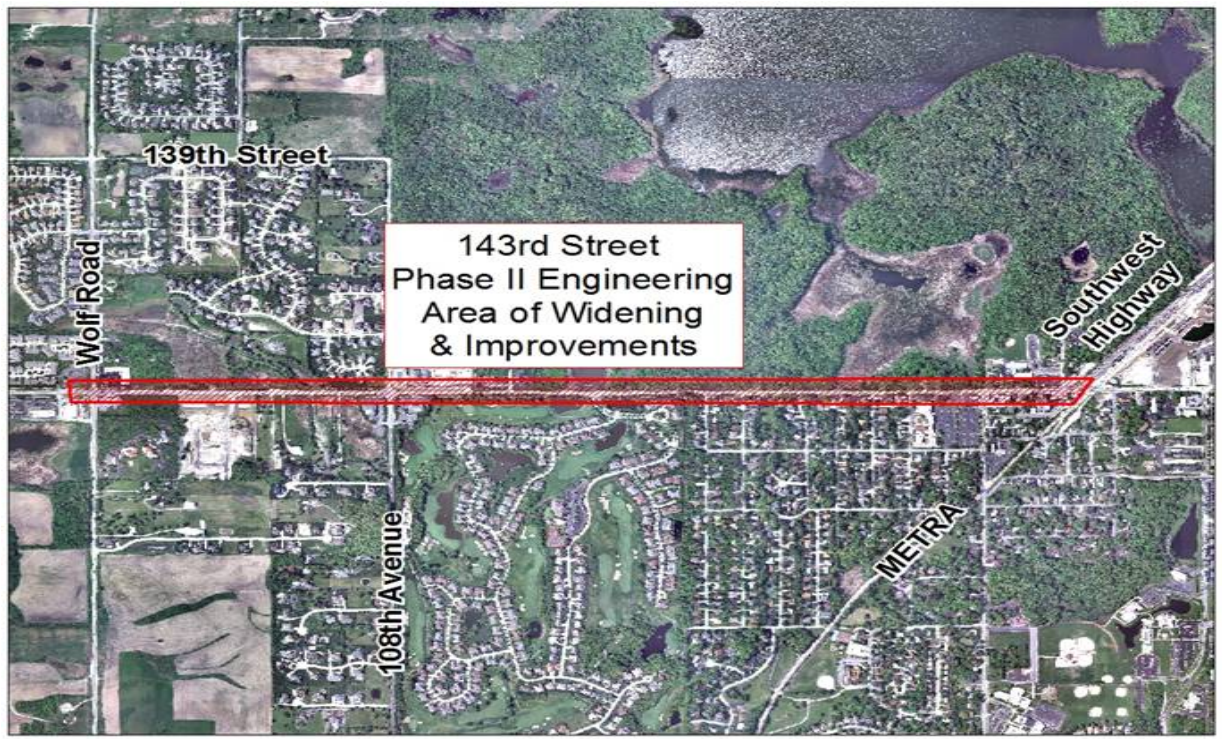 139th Street
Wolf Road
143rd Street
Phase II Engineering
Area of Widening
& Improvements
Southwest
Highway
108th Avenue
METRA